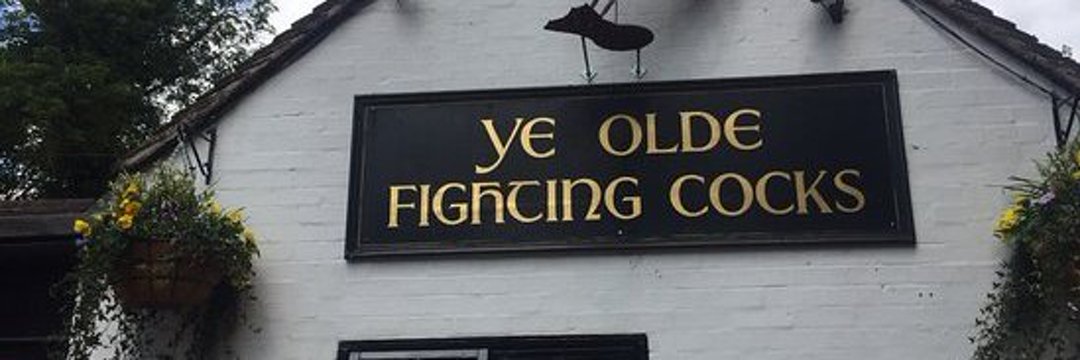 YE OLDE
FIGHTING COCKS